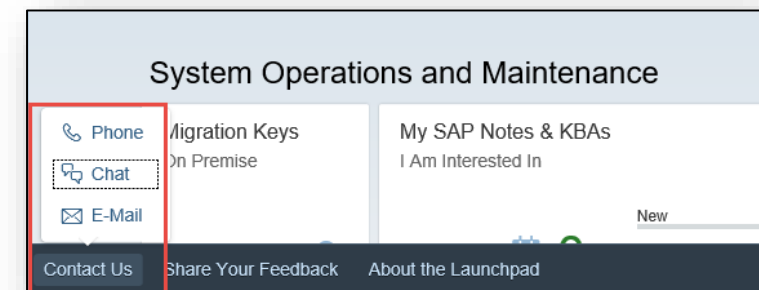 System Operations and Maintenance
Phone
Chat
E-Mail
Migration Keys
On Premise
My SAP Notes & KBAs
I Am Interested In
New
Contact Us
Share Your Feedback
About the Launchpad